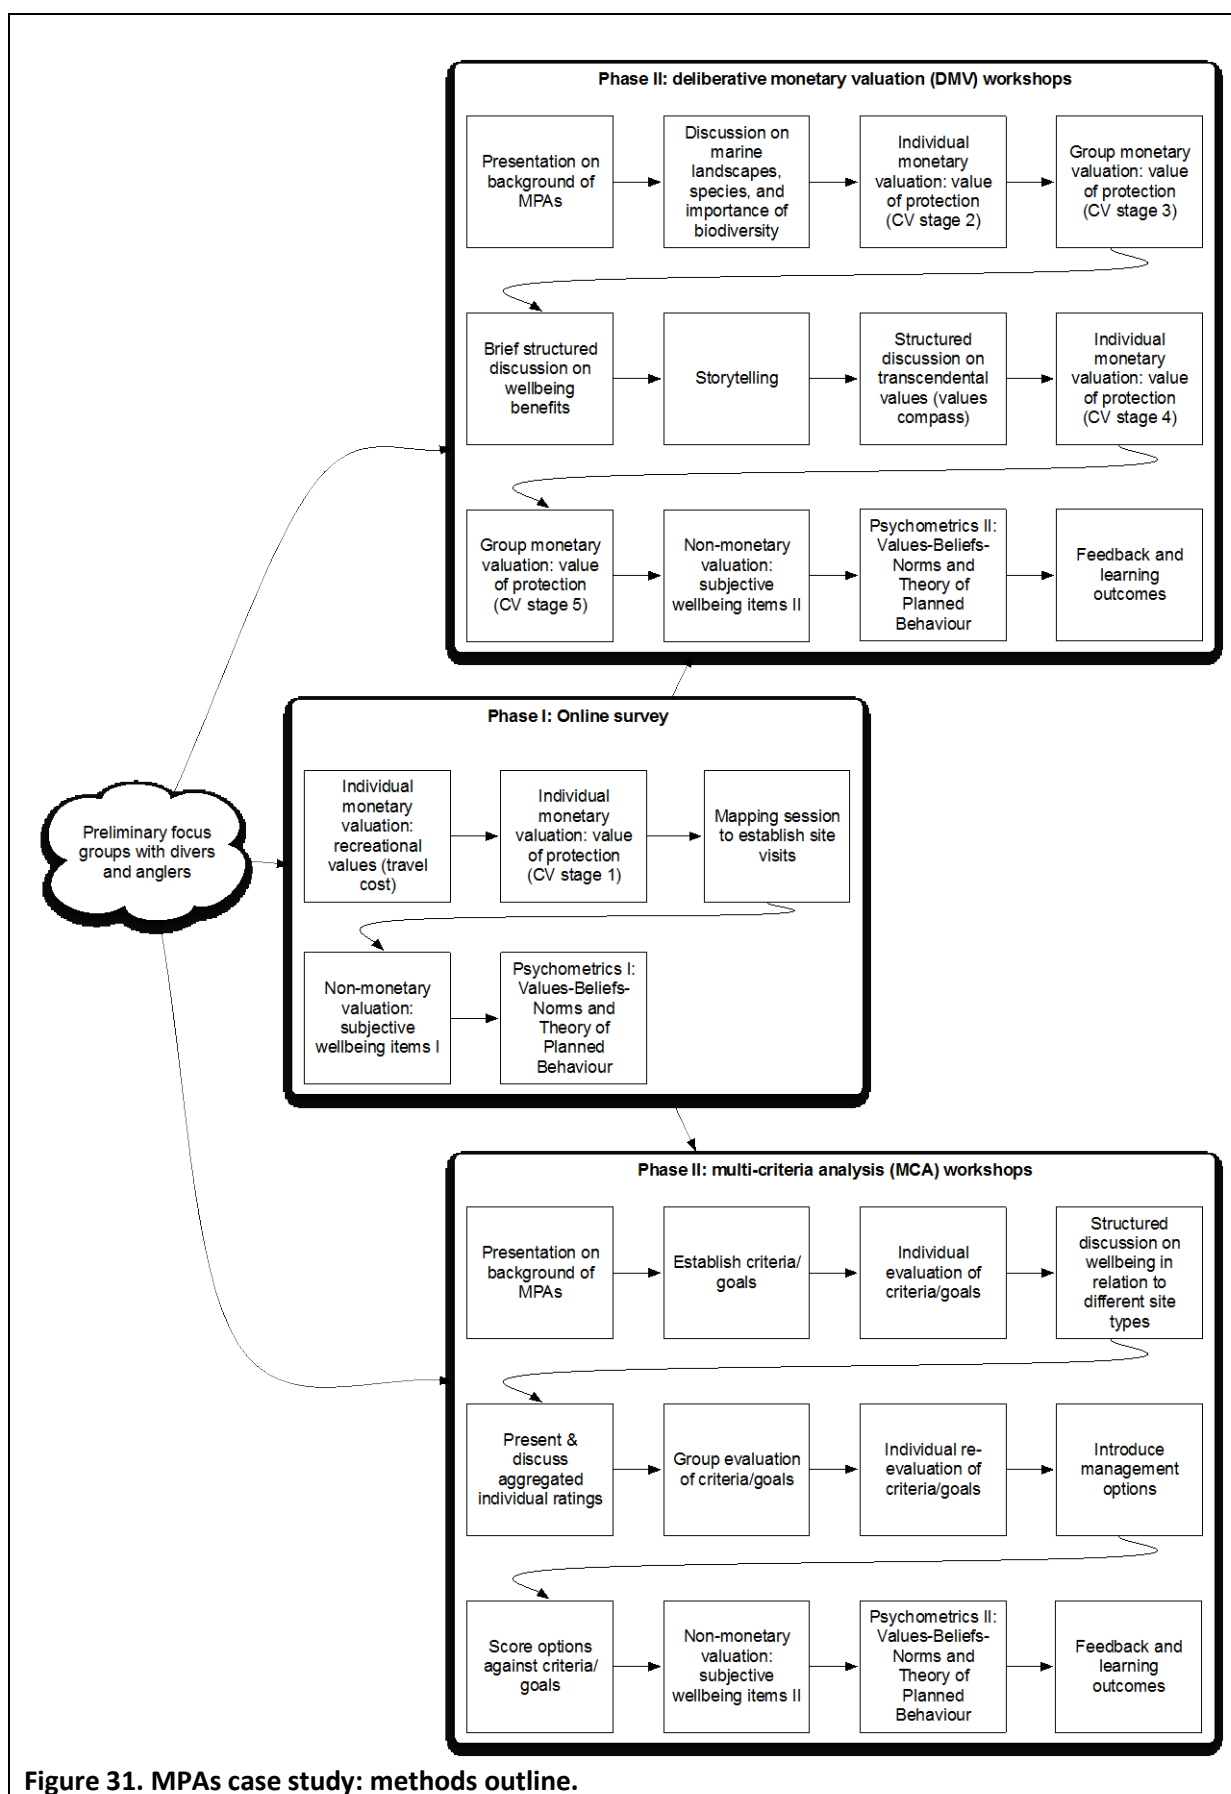 Phase II: deliberative monetary valuation (DMV) workshops
Presentation on
background of
MPAs
Discussion on
marine
landscapes,
species, and
importance of
biodiversity
Individual
monetary
valuation: value
of protection
(CV stage 2)
Group monetary
valuation: value
of protection
(CV stage 3)
Brief structured
discussion on
wellbeing
benefits
Storytelling
Structured
discussion on
transcendental
values (values
compass)
Individual
monetary
valuation: value
of protection
(CV stage 4)
Group monetary
valuation: value
of protection
(CV stage 5)
Non-monetary
valuation:
subjective
wellbeing items II
Psychometrics II:
Values-Beliefs-
Norms and
Theory of
Planned
Behaviour
Feedback and
learning
outcomes
Preliminary focus
groups with divers
and anglers
Phase I: Online survey
Individual
monetary
valuation:
recreational
values (travel
cost)
Individual
monetary
valuation: value
of protection
(CV stage 1)
Mapping session
to establish site
visits
Non-monetary
valuation:
subjective
wellbeing items I
Psychometrics I:
Values-Beliefs-
Norms and
Theory of
Planned
Behaviour
Phase II: multi-criteria analysis (MCA) workshops
Presentation on
background of
MPAs
Establish criteria/
goals
Individual
evaluation of
criteria/goals
Structured
discussion on
wellbeing in
relation to
different site
types
Present &
discuss
aggregated
individual ratings
Group evaluation
of criteria/goals
Individual re-
evaluation of
criteria/goals
Introduce
management
options
Score options
against criteria/
goals
Non-monetary
valuation:
subjective
wellbeing items II
Psychometrics II:
Values-Beliefs-
Norms and
Theory of
Planned
Behaviour
Feedback and
learning
outcomes
Figure 31. MPAs case study: methods outline.